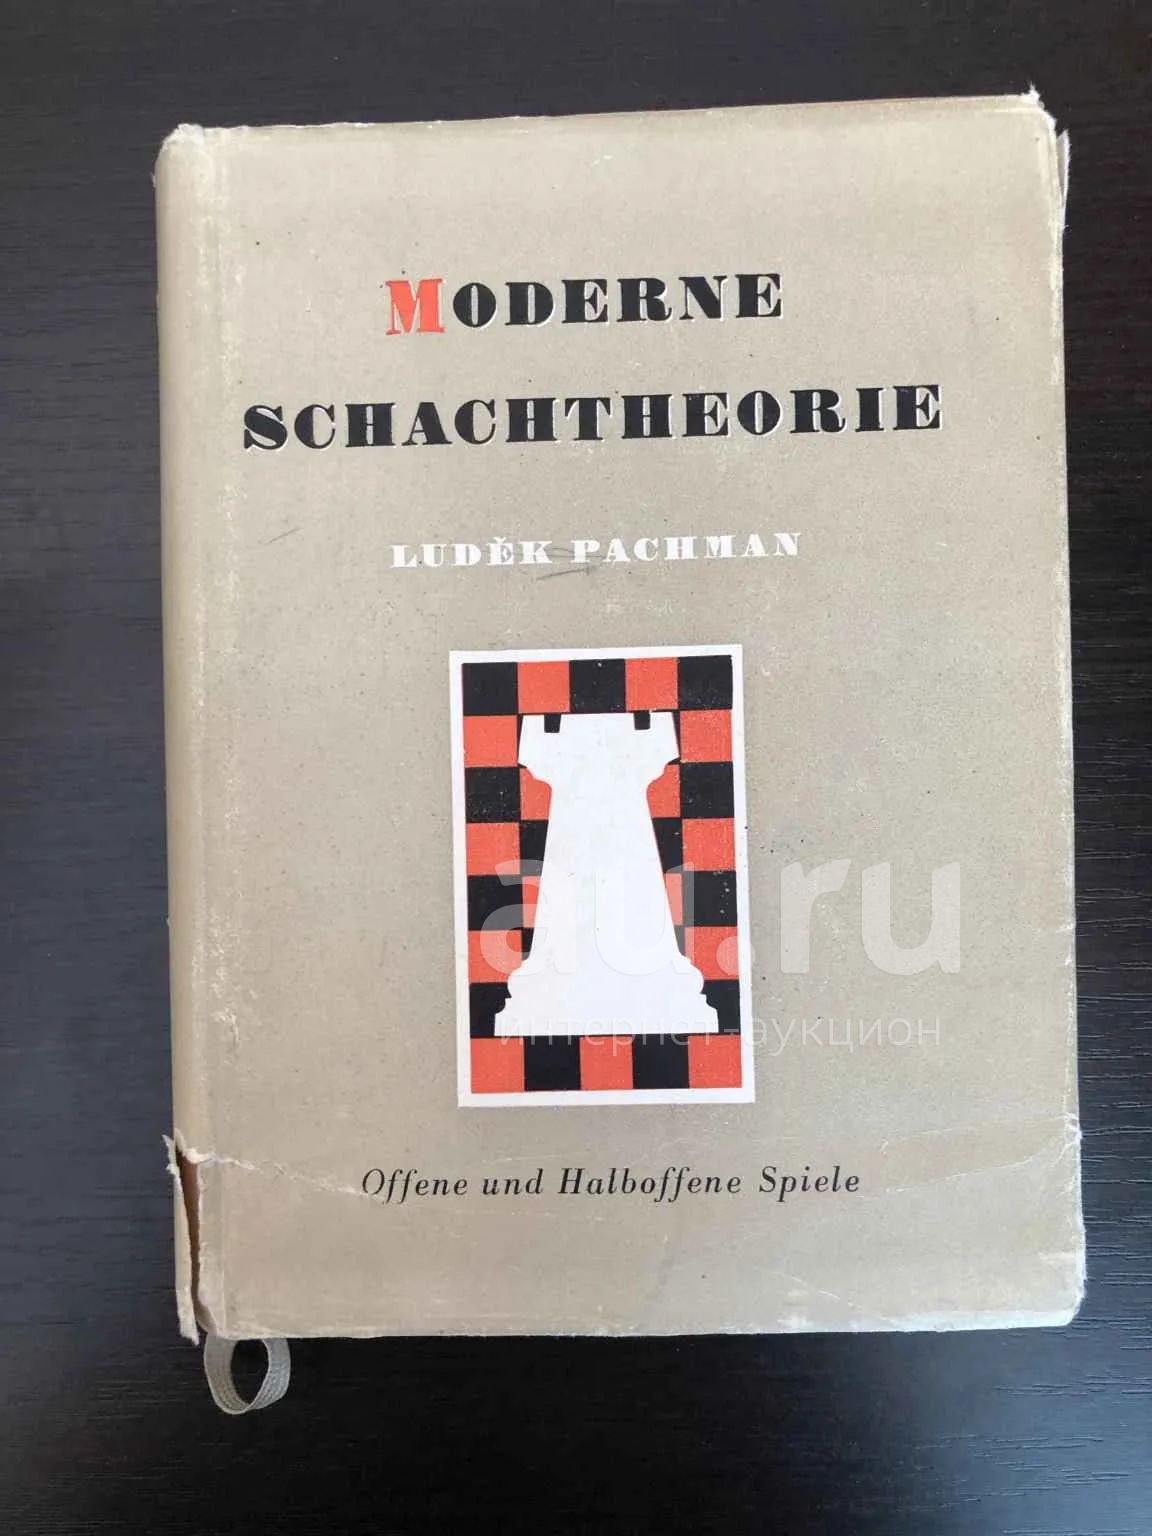 MODERNE
SCHACHTHEORIE
LUDĚK PACHMAN
au.ru
интернет-аукцион
Offene und Halboffene Spiele